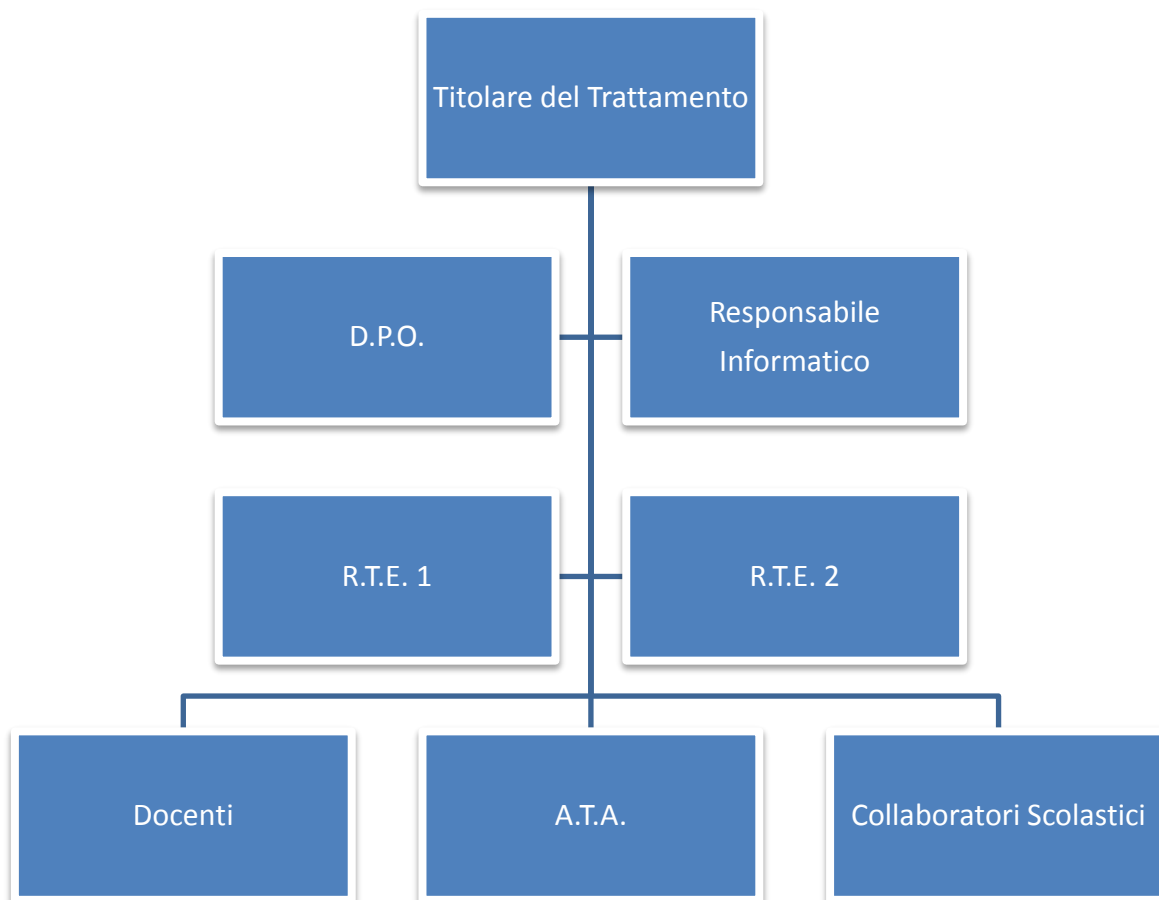 Titolare del Trattamento
D.P.O.
Responsabile
Informatico
R.T.E. 1
R.T.E. 2
Docenti
A.T.A.
Collaboratori Scolastici